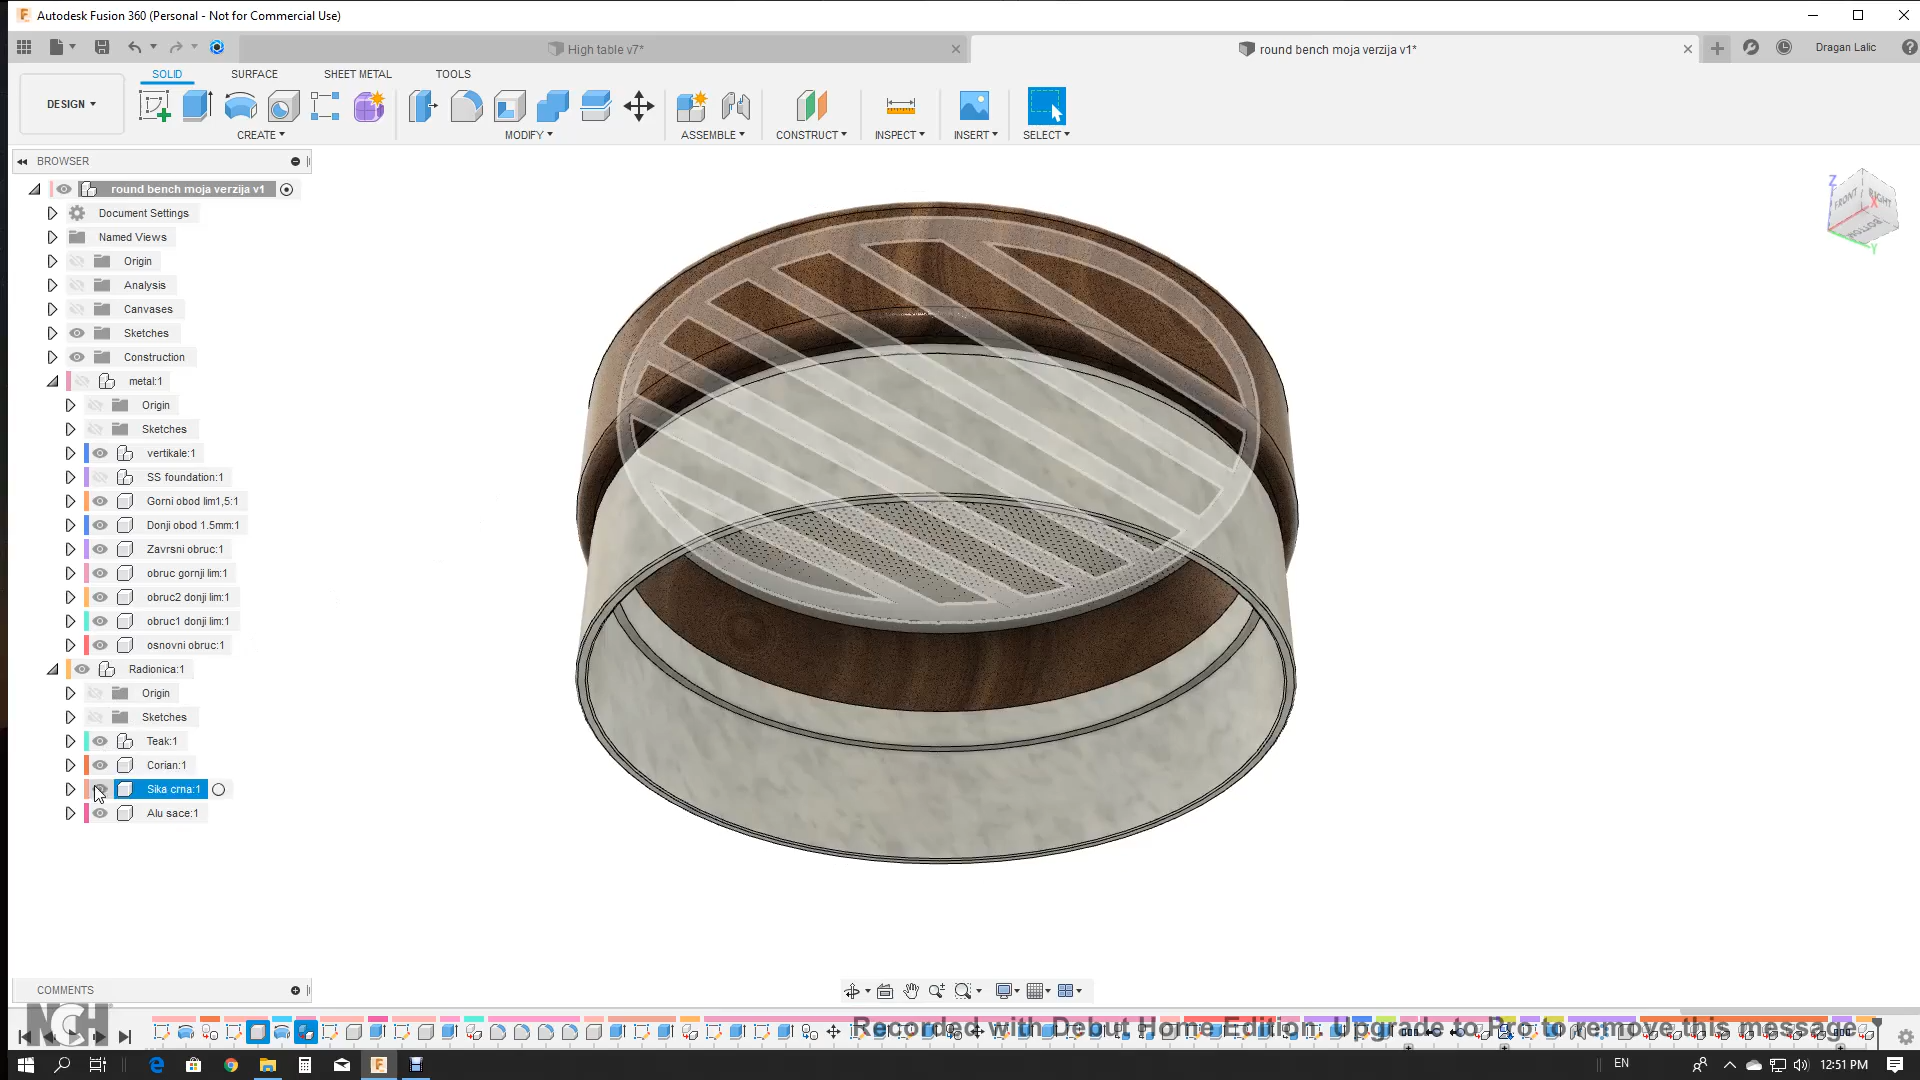 Autodesk Fusion 360 (Personal - Not for Commercial Use)
High table v7*
round bench moja verzija v1*
Dragan Lalic
SOLID
SURFACE
SHEET METAL
TOOLS
DESIGN
CREATE
MODIFY
ASSEMBLE
CONSTRUCT
INSPECT
INSERT
SELECT
BROWSER
round bench moja verzija v1
Document Settings
Named Views
Origin
Analysis
Canvases
Sketches
Construction
metal:1
Origin
Sketches
vertikale:1
SS foundation:1
Gorni obod lim1,5:1
Donji obod 1.5mm:1
Zavrsni obruc:1
obruc gornji lim:1
obruc2 donji lim:1
obruc1 donji lim:1
osnovni obruc:1
Radionica:1
Origin
Sketches
Teak:1
Corian:1
Sika crna:1
Alu sace:1
Z
FRONT
RIGHT
X
BOTTOM
Y
COMMENTS
NCH
Recorded with Debut Home Edition. Upgrade to Pro to remove this message
EN
12:51 PM